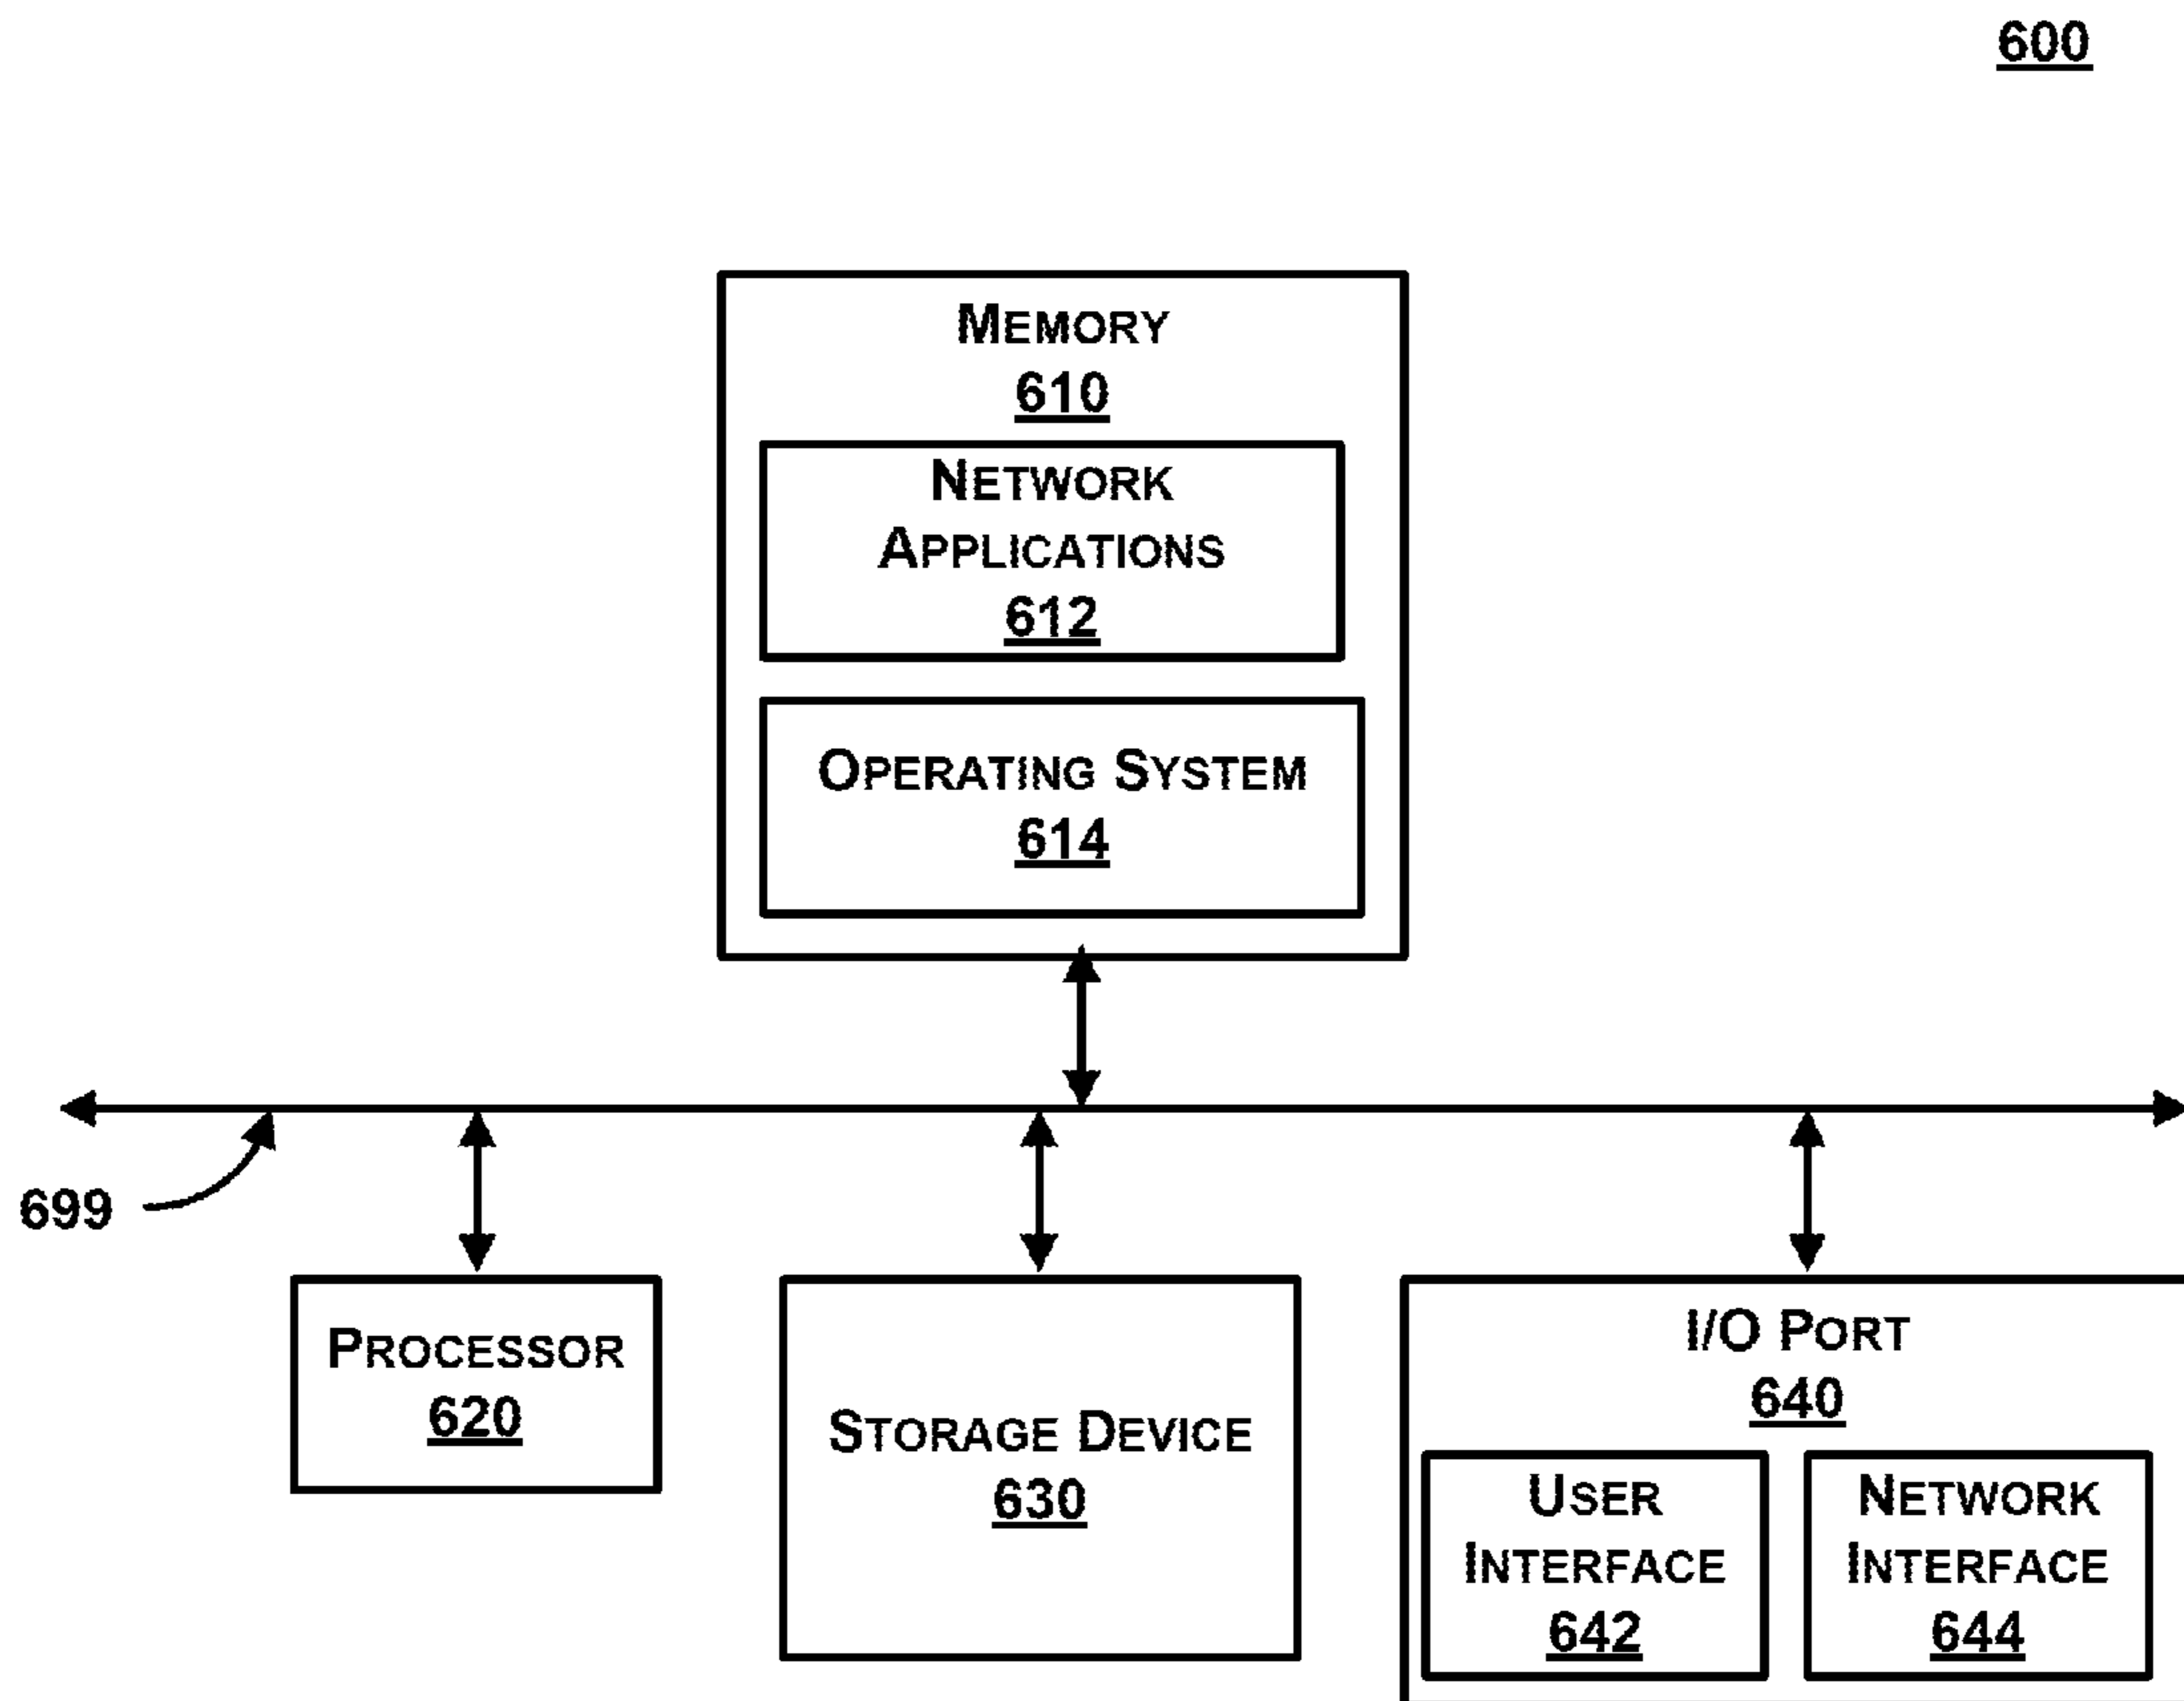 600
MEMORY
610
NETWORK
APPLICATIONS
612
OPERATING SYSTEM
614
699
PROCESSOR
620
STORAGE DEVICE
630
I/O PORT
640
USER
INTERFACE
642
NETWORK
INTERFACE
644